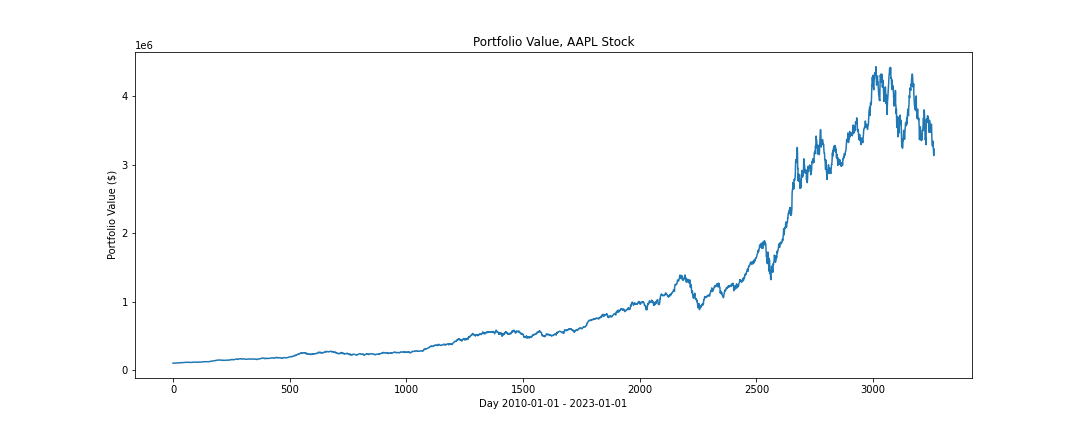 Portfolio Value, AAPL Stock
1e6
4
3
2
1
0
Portfolio Value ($)
0 500 1000 1500 2000 2500 3000
Day 2010-01-01 - 2023-01-01